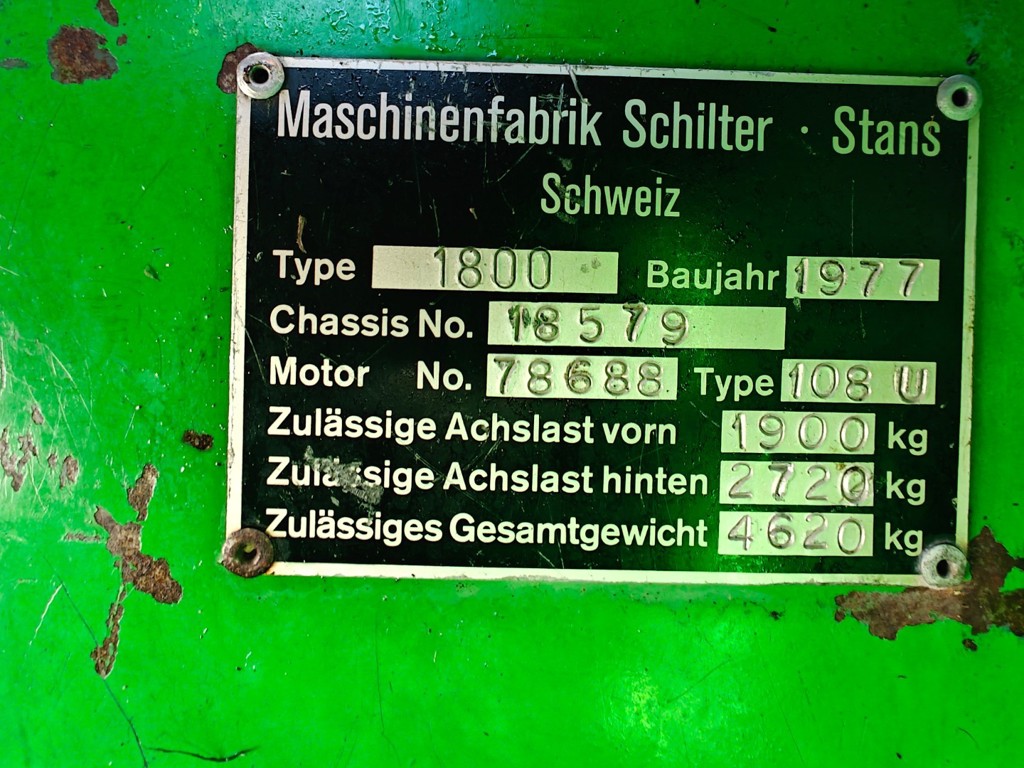 Maschinenfabrik Schilter · Stans
Schweiz
Type 1800 Baujahr 1977
Chassis No. 18579
Motor No. 78688 Type 108 U
Zulässige Achslast vorn 1900 kg
Zulässige Achslast hinten 2720 kg
Zulässiges Gesamtgewicht 4620 kg